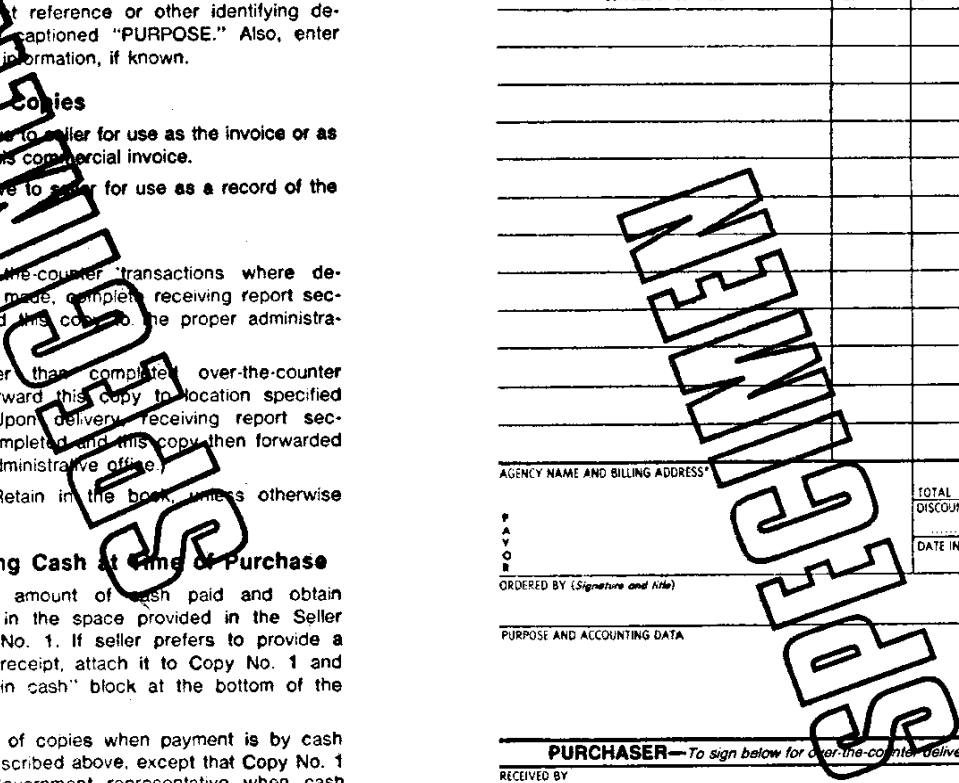 t reference or other identifying de-
captioned “PURPOSE.” Also, enter
information, if known.
Copies
to seller for use as the invoice or as
commercial invoice.
to seller for use as a record of the
the-counter transactions where de-
made, complete receiving report sec-
this copy to the proper administra-
than completed over-the-counter
this copy to location specified
Upon delivery, receiving report sec-
and this copy then forwarded
office.)
Retain in the book, unless otherwise
ng Cash at Time of Purchase
amount of cash paid and obtain
in the space provided in the Seller
No. 1. If seller prefers to provide a
receipt, attach it to Copy No. 1 and
in cash” block at the bottom of the
of copies when payment is by cash
scribed above, except that Copy No. 1
representative when cash
SPECIMEN
AGENCY NAME AND BILLING ADDRESS*
PAYOR
TOTAL
DISCOUN
DATE IN
ORDERED BY (Signature and title)
PURPOSE AND ACCOUNTING DATA
PURCHASER—To sign below for over-the-counter delive
RECEIVED BY
SPECIMEN